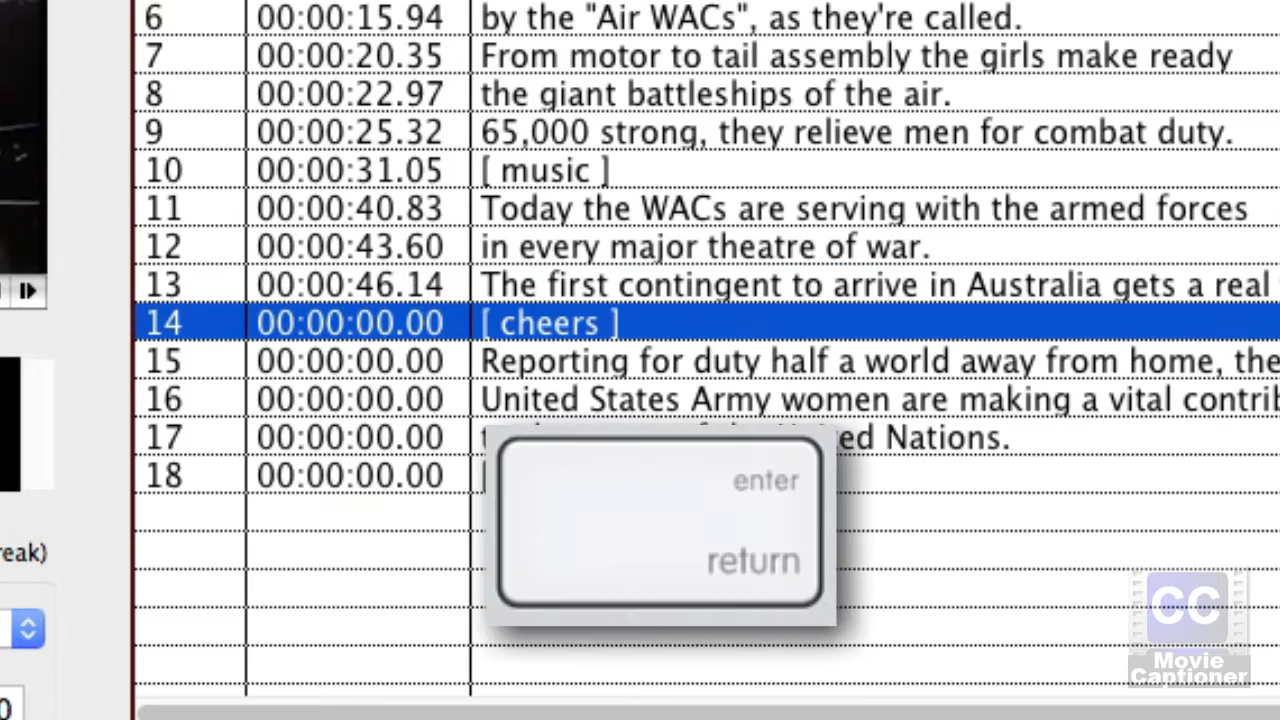 6 00:00:15.94 by the "Air WACs", as they're called.
7 00:00:20.35 From motor to tail assembly the girls make ready
8 00:00:22.97 the giant battleships of the air.
9 00:00:25.32 65,000 strong, they relieve men for combat duty.
10 00:00:31.05 [ music ]
11 00:00:40.83 Today the WACs are serving with the armed forces
12 00:00:43.60 in every major theatre of war.
13 00:00:46.14 The first contingent to arrive in Australia gets a real
14 00:00:00.00 [ cheers ]
15 00:00:00.00 Reporting for duty half a world away from home, the
16 00:00:00.00 United States Army women are making a vital contrib
17 00:00:00.00 Nations.
18 00:00:00.00
reak)
enter
return
CC
Movie
Captioner
0